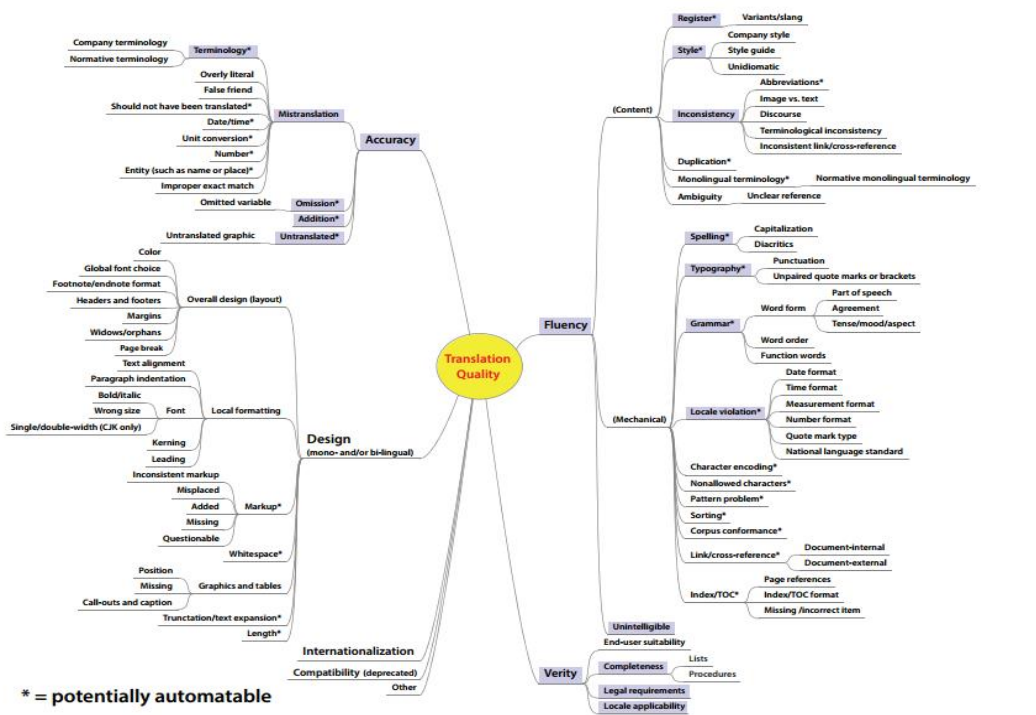 Translation
Quality
Accuracy
Terminology*
Company terminology
Normative terminology
Mistranslation
Overly literal
False friend
Should not have been translated*
Date/time*
Unit conversion*
Number*
Entity (such as name or place)*
Improper exact match
Omission*
Omitted variable
Addition*
Untranslated*
Untranslated graphic
Design
(mono- and/or bi-lingual)
Overall design (layout)
Color
Global font choice
Footnote/endnote format
Headers and footers
Margins
Widows/orphans
Page break
Local formatting
Text alignment
Paragraph indentation
Font
Bold/italic
Wrong size
Single/double-width (CJK only)
Kerning
Leading
Markup*
Inconsistent markup
Misplaced
Added
Missing
Questionable
Whitespace*
Graphics and tables
Position
Missing
Call-outs and caption
Trunctation/text expansion*
Length*
Internationalization
Compatibility (deprecated)
Other
Fluency
(Content)
Register*
Variants/slang
Style*
Company style
Style guide
Unidiomatic
Inconsistency
Abbreviations*
Image vs. text
Discourse
Terminological inconsistency
Inconsistent link/cross-reference
Duplication*
Monolingual terminology*
Normative monolingual terminology
Ambiguity
Unclear reference
(Mechanical)
Spelling*
Capitalization
Diacritics
Typography*
Punctuation
Unpaired quote marks or brackets
Grammar*
Word form
Part of speech
Agreement
Tense/mood/aspect
Word order
Function words
Locale violation*
Date format
Time format
Measurement format
Number format
Quote mark type
National language standard
Character encoding*
Nonallowed characters*
Pattern problem*
Sorting*
Corpus conformance*
Link/cross-reference*
Document-internal
Document-external
Index/TOC*
Page references
Index/TOC format
Missing /incorrect item
Unintelligible
Verity
End-user suitability
Completeness
Lists
Procedures
Legal requirements
Locale applicability
* = potentially automatable